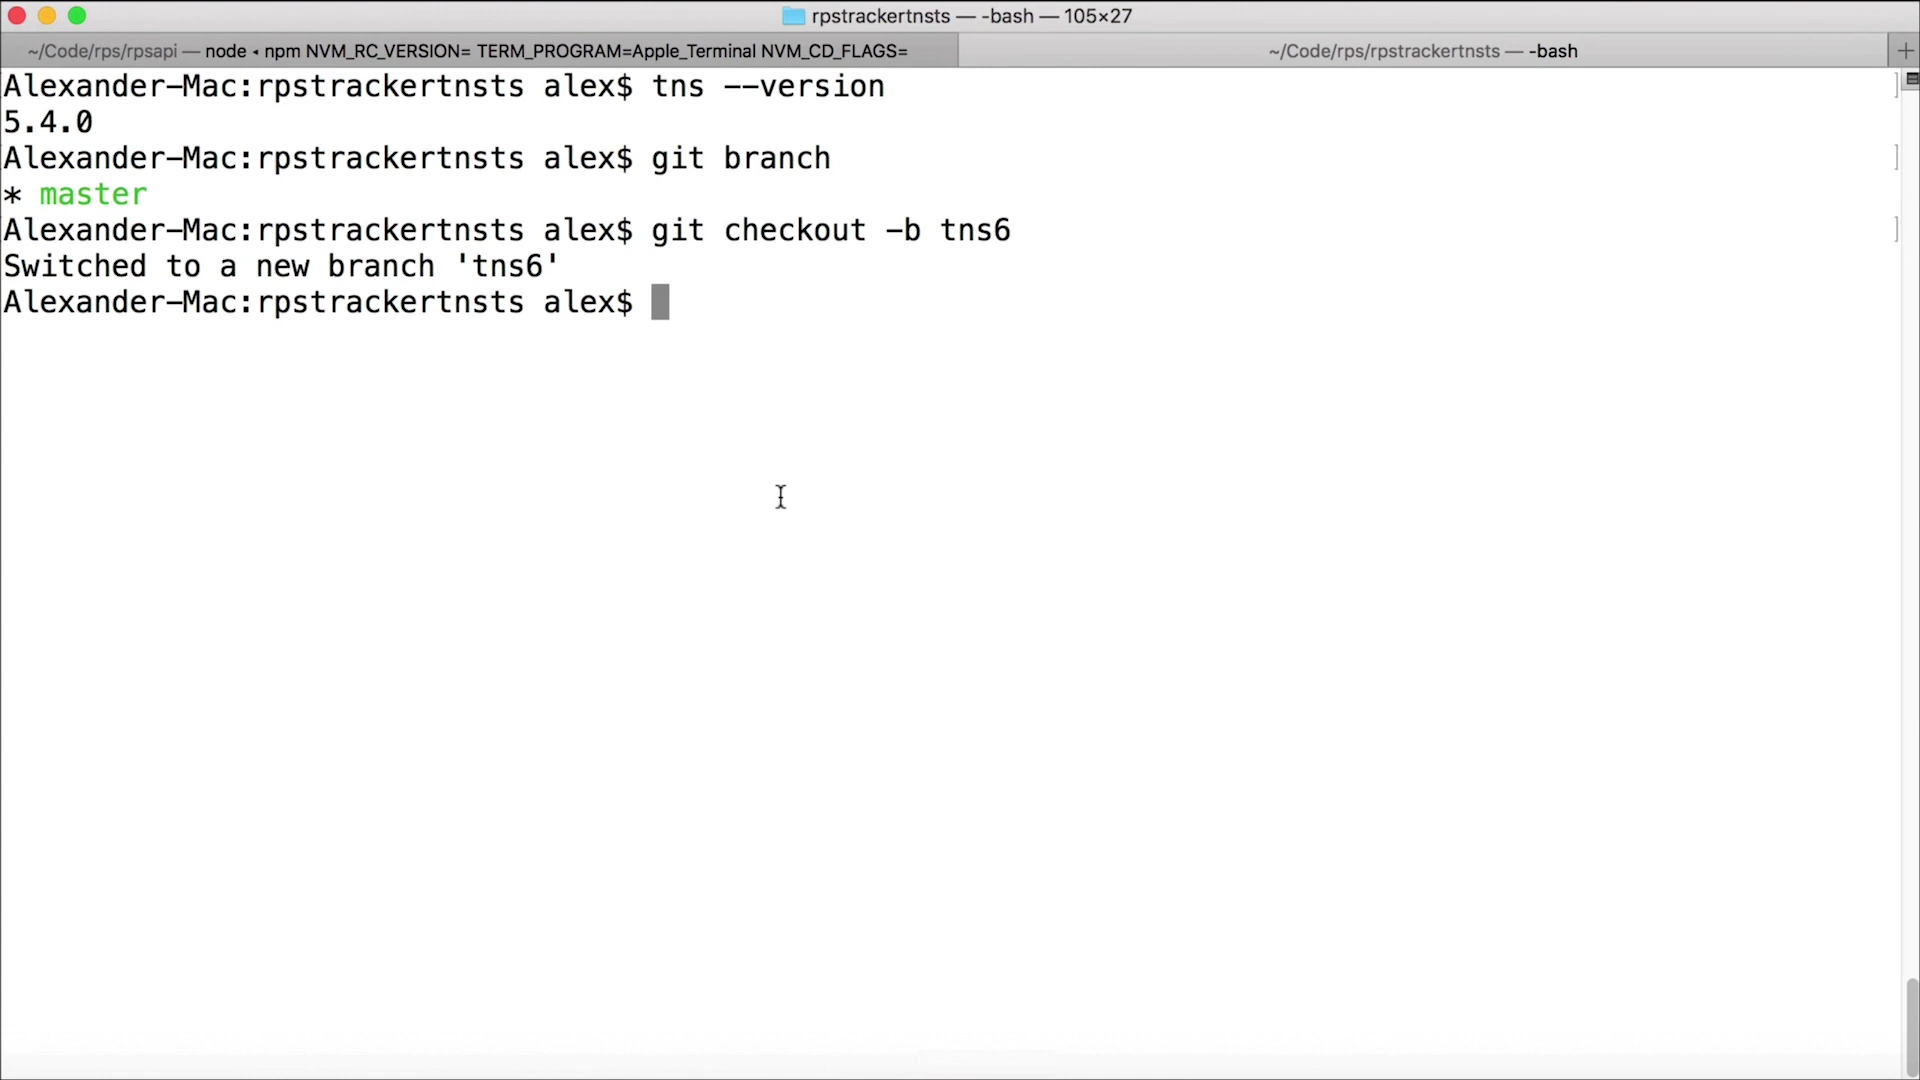 rpstrackertnsts — -bash — 105×27
~/Code/rps/rpsapi — node ◂ npm NVM_RC_VERSION= TERM_PROGRAM=Apple_Terminal NVM_CD_FLAGS=
~/Code/rps/rpstrackertnsts — -bash
Alexander-Mac:rpstrackertnsts alex$ tns --version
5.4.0
Alexander-Mac:rpstrackertnsts alex$ git branch
* master
Alexander-Mac:rpstrackertnsts alex$ git checkout -b tns6
Switched to a new branch 'tns6'
Alexander-Mac:rpstrackertnsts alex$